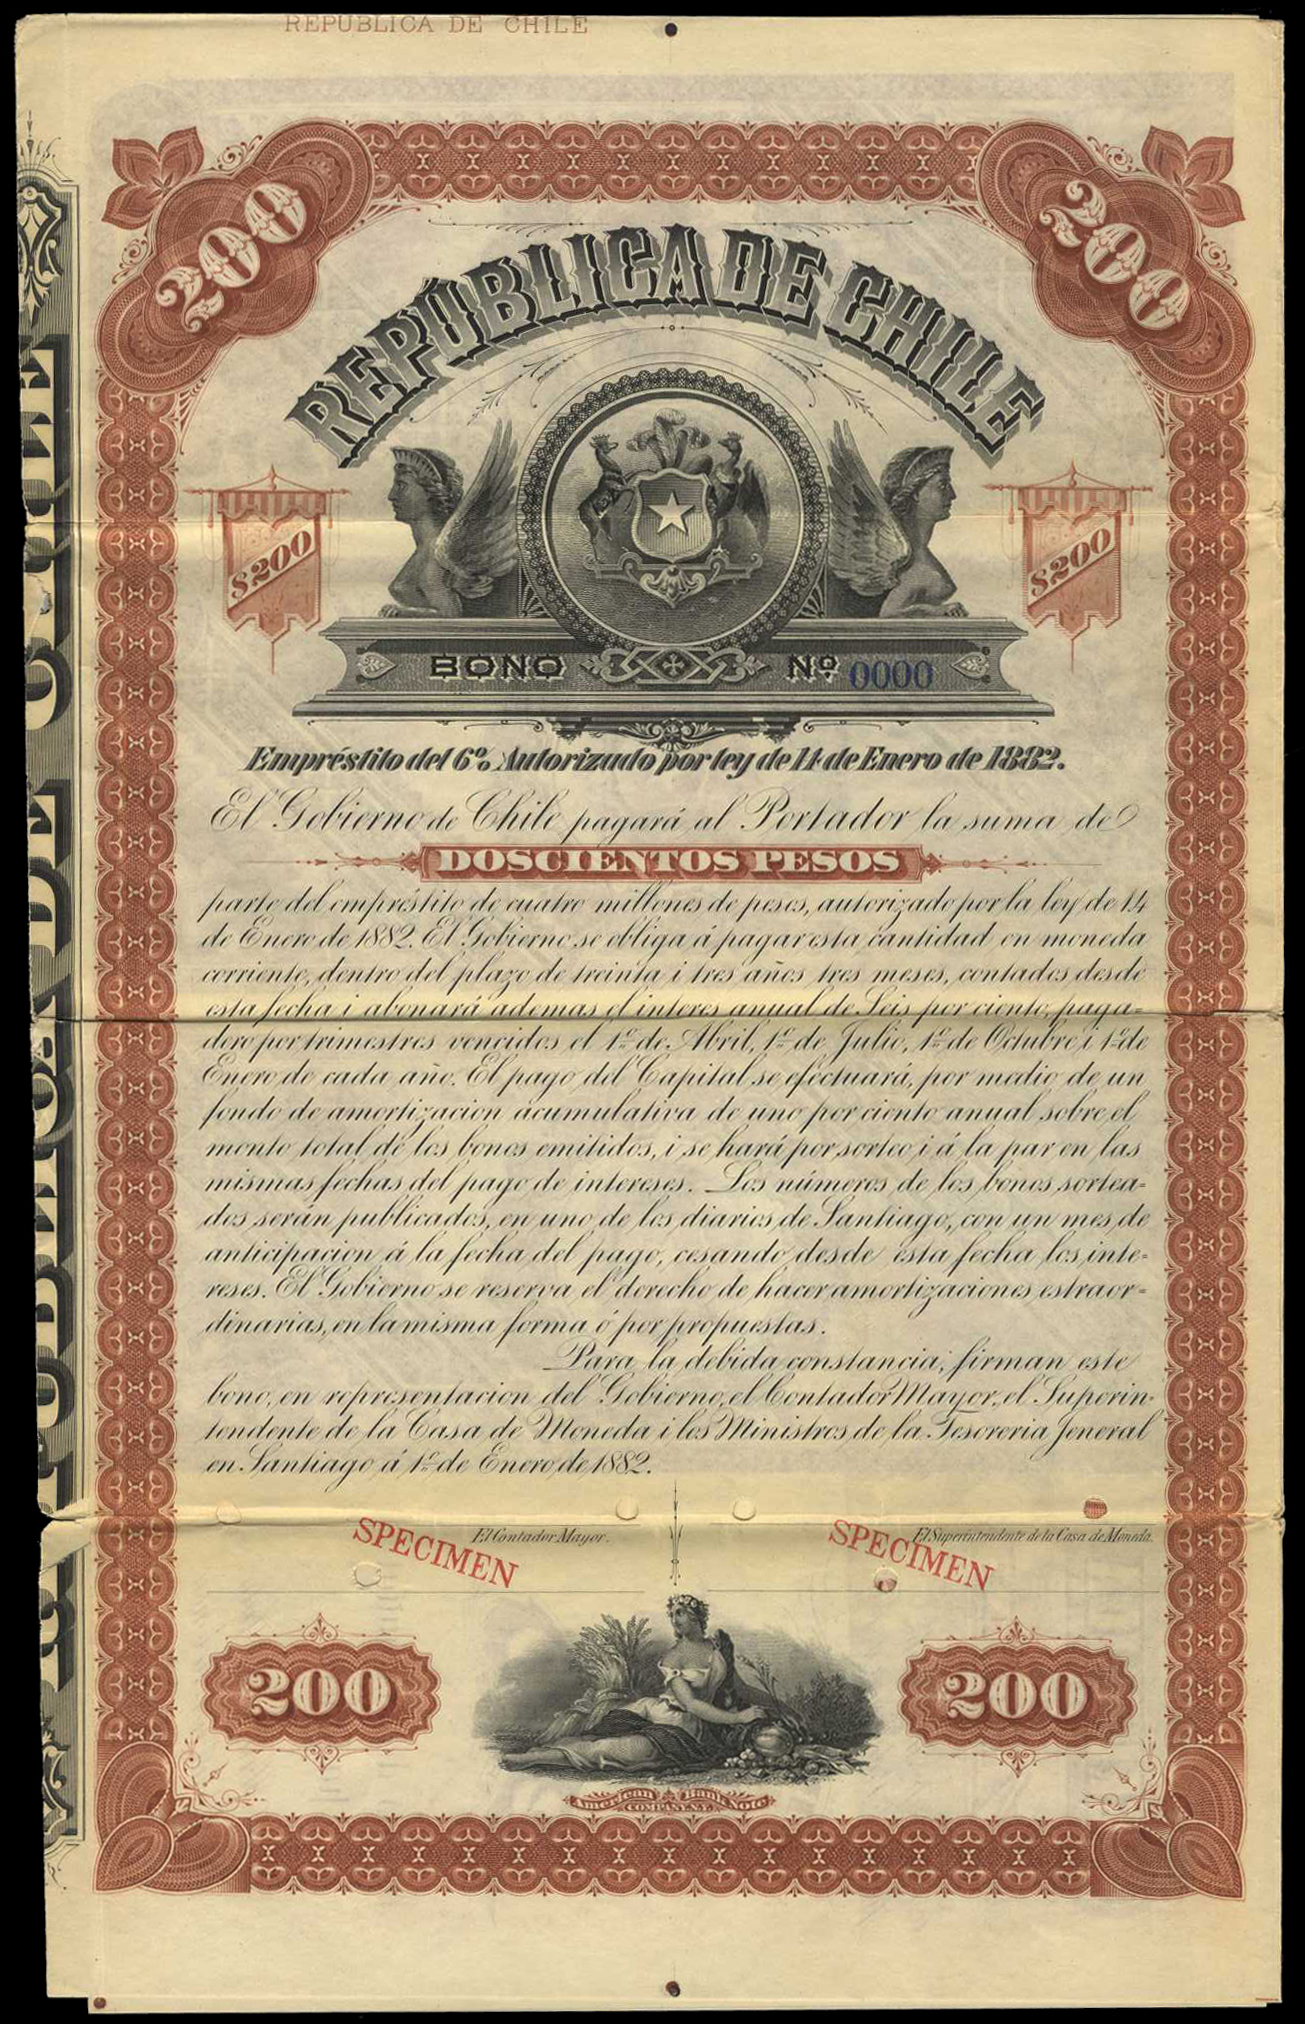 REPUBLICA DE CHILE
200
200
REPÚBLICA DE CHILE
$200
$200
BONO Nº 0000
Empréstito del 6% Autorizado por ley de 14 de Enero de 1882.
El Gobierno de Chile pagará al Portador la suma de
DOSCIENTOS PESOS
parte del empréstito de cuatro millones de pesos, autorizado por la ley de 14
de Enero de 1882. El Gobierno se obliga á pagar esta cantidad en moneda
corriente, dentro del plazo de treinta i tres años tres meses, contados desde
esta fecha i abonará ademas el interes anual de Seis por ciento, paga-
dero por trimestres vencidos el 1º de Abril, 1º de Julio, 1º de Octubre i 1º de
Enero de cada año. El pago del Capital se efectuará, por medio de un
fondo de amortizacion acumulativa de uno por ciento anual sobre el
monto total de los bonos emitidos, i se hará por sorteo i á la par en las
mismas fechas del pago de intereses. Los números de los bonos sortea-
dos serán publicados, en uno de los diarios de Santiago, con un mes de
anticipacion á la fecha del pago, cesando desde esta fecha los inte-
reses. El Gobierno se reserva el derecho de hacer amortizaciones estraor-
dinarias, en la misma forma ó por propuestas.
Para la debida constancia, firman este
bono, en representacion del Gobierno, el Contador Mayor, el Superin-
tendente de la Casa de Moneda i los Ministros de la Tesoreria Jeneral
en Santiago á 1º de Enero de 1882.
El Contador Mayor.
El Superintendente de la Casa de Moneda.
SPECIMEN
SPECIMEN
200
200
American Bank Note
COMPANY N.Y.